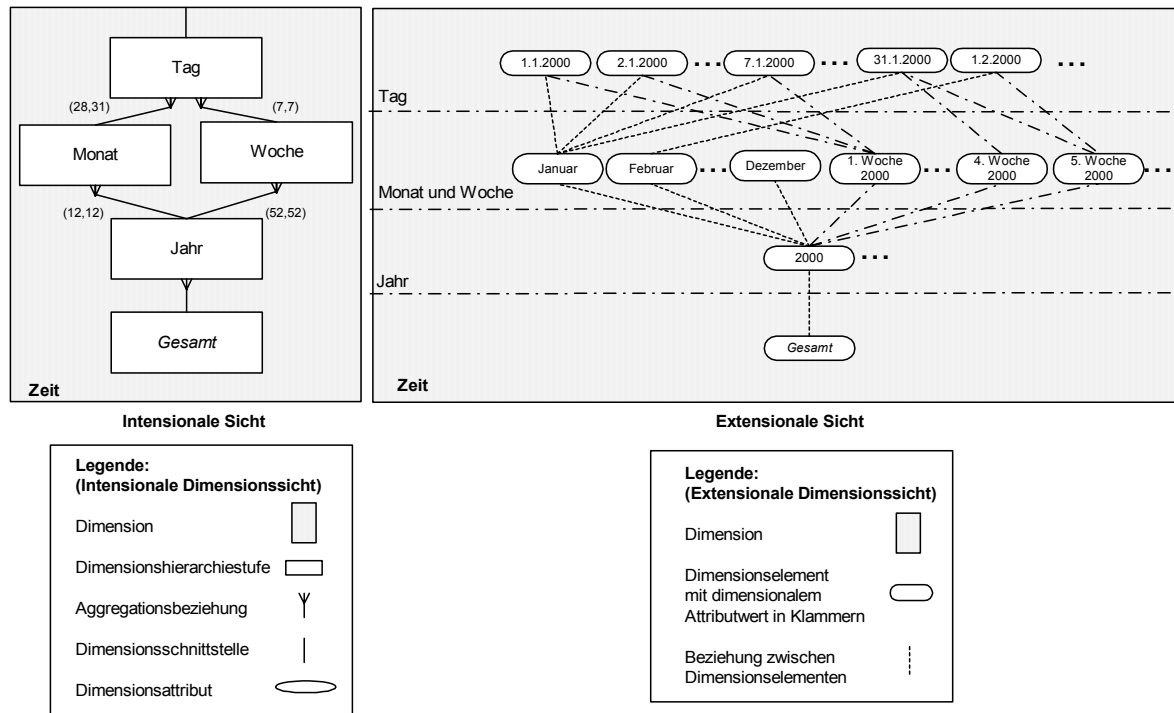 Tag
(28,31)
(7,7)
Monat
Woche
(12,12)
(52,52)
Jahr
Gesamt
Zeit
Intensionale Sicht
1.1.2000
2.1.2000
...
7.1.2000
...
31.1.2000
1.2.2000
...
Tag
Januar
Februar
...
Dezember
1. Woche
2000
...
4. Woche
2000
5. Woche
2000
...
Monat und Woche
2000
...
Jahr
Gesamt
Zeit
Extensionale Sicht
Legende:
(Intensionale Dimensionssicht)
Dimension
Dimensionshierarchiestufe
Aggregationsbeziehung
Dimensionsschnittstelle
Dimensionsattribut
Legende:
(Extensionale Dimensionssicht)
Dimension
Dimensionselement
mit dimensionalem
Attributwert in Klammern
Beziehung zwischen
Dimensionselementen